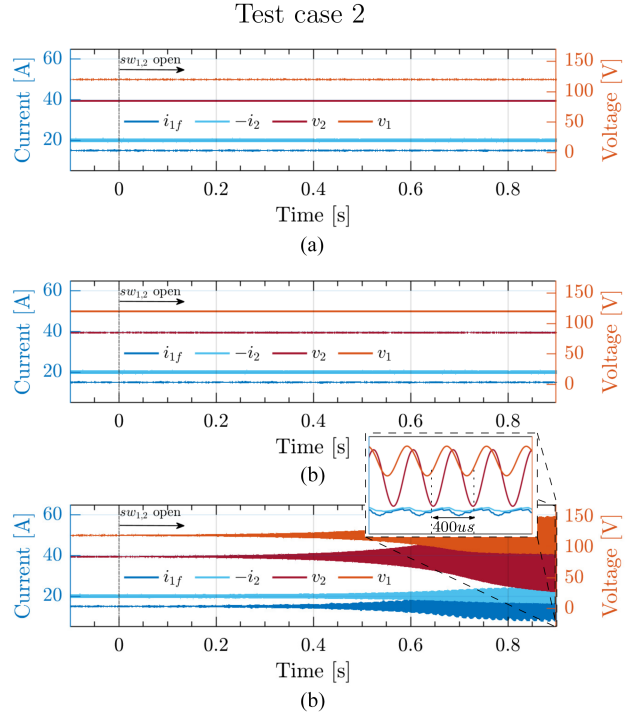 Test case 2
60
40
20
Current [A]
sw1,2 open
i1f −i2 v2 v1
150
100
50
0
Voltage [V]
0 0.2 0.4 0.6 0.8
Time [s]
(a)
60
40
20
Current [A]
sw1,2 open
i1f −i2 v2 v1
150
100
50
0
Voltage [V]
0 0.2 0.4 0.6 0.8
Time [s]
(b)
400us
60
40
20
Current [A]
sw1,2 open
i1f −i2 v2 v1
150
100
50
0
Voltage [V]
0 0.2 0.4 0.6 0.8
Time [s]
(b)